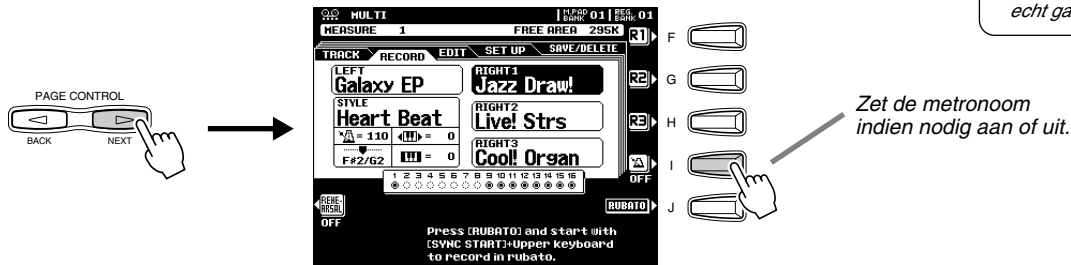 echt ga
MULTI M.PAD BANK 01 REG. BANK 01
MEASURE 1 FREE AREA 295K
TRACK RECORD EDIT SET UP SAVE/DELETE
LEFT
Galaxy EP
RIGHT1
Jazz Draw!
STYLE
Heart Beat
= 110 = 0
F#2/G2 = 0
RIGHT2
Live! Strs
RIGHT3
Cool! Organ
1 2 3 4 5 6 7 8 9 10 11 12 13 14 15 16
R1
R2
R3
OFF
RUBATO
REHE-
ARSAL
OFF
Press [RUBATO] and start with
[SYNC START]+Upper keyboard
to record in rubato.
F
G
H
I
J
PAGE CONTROL
BACK NEXT
Zet de metronoom
indien nodig aan of uit.